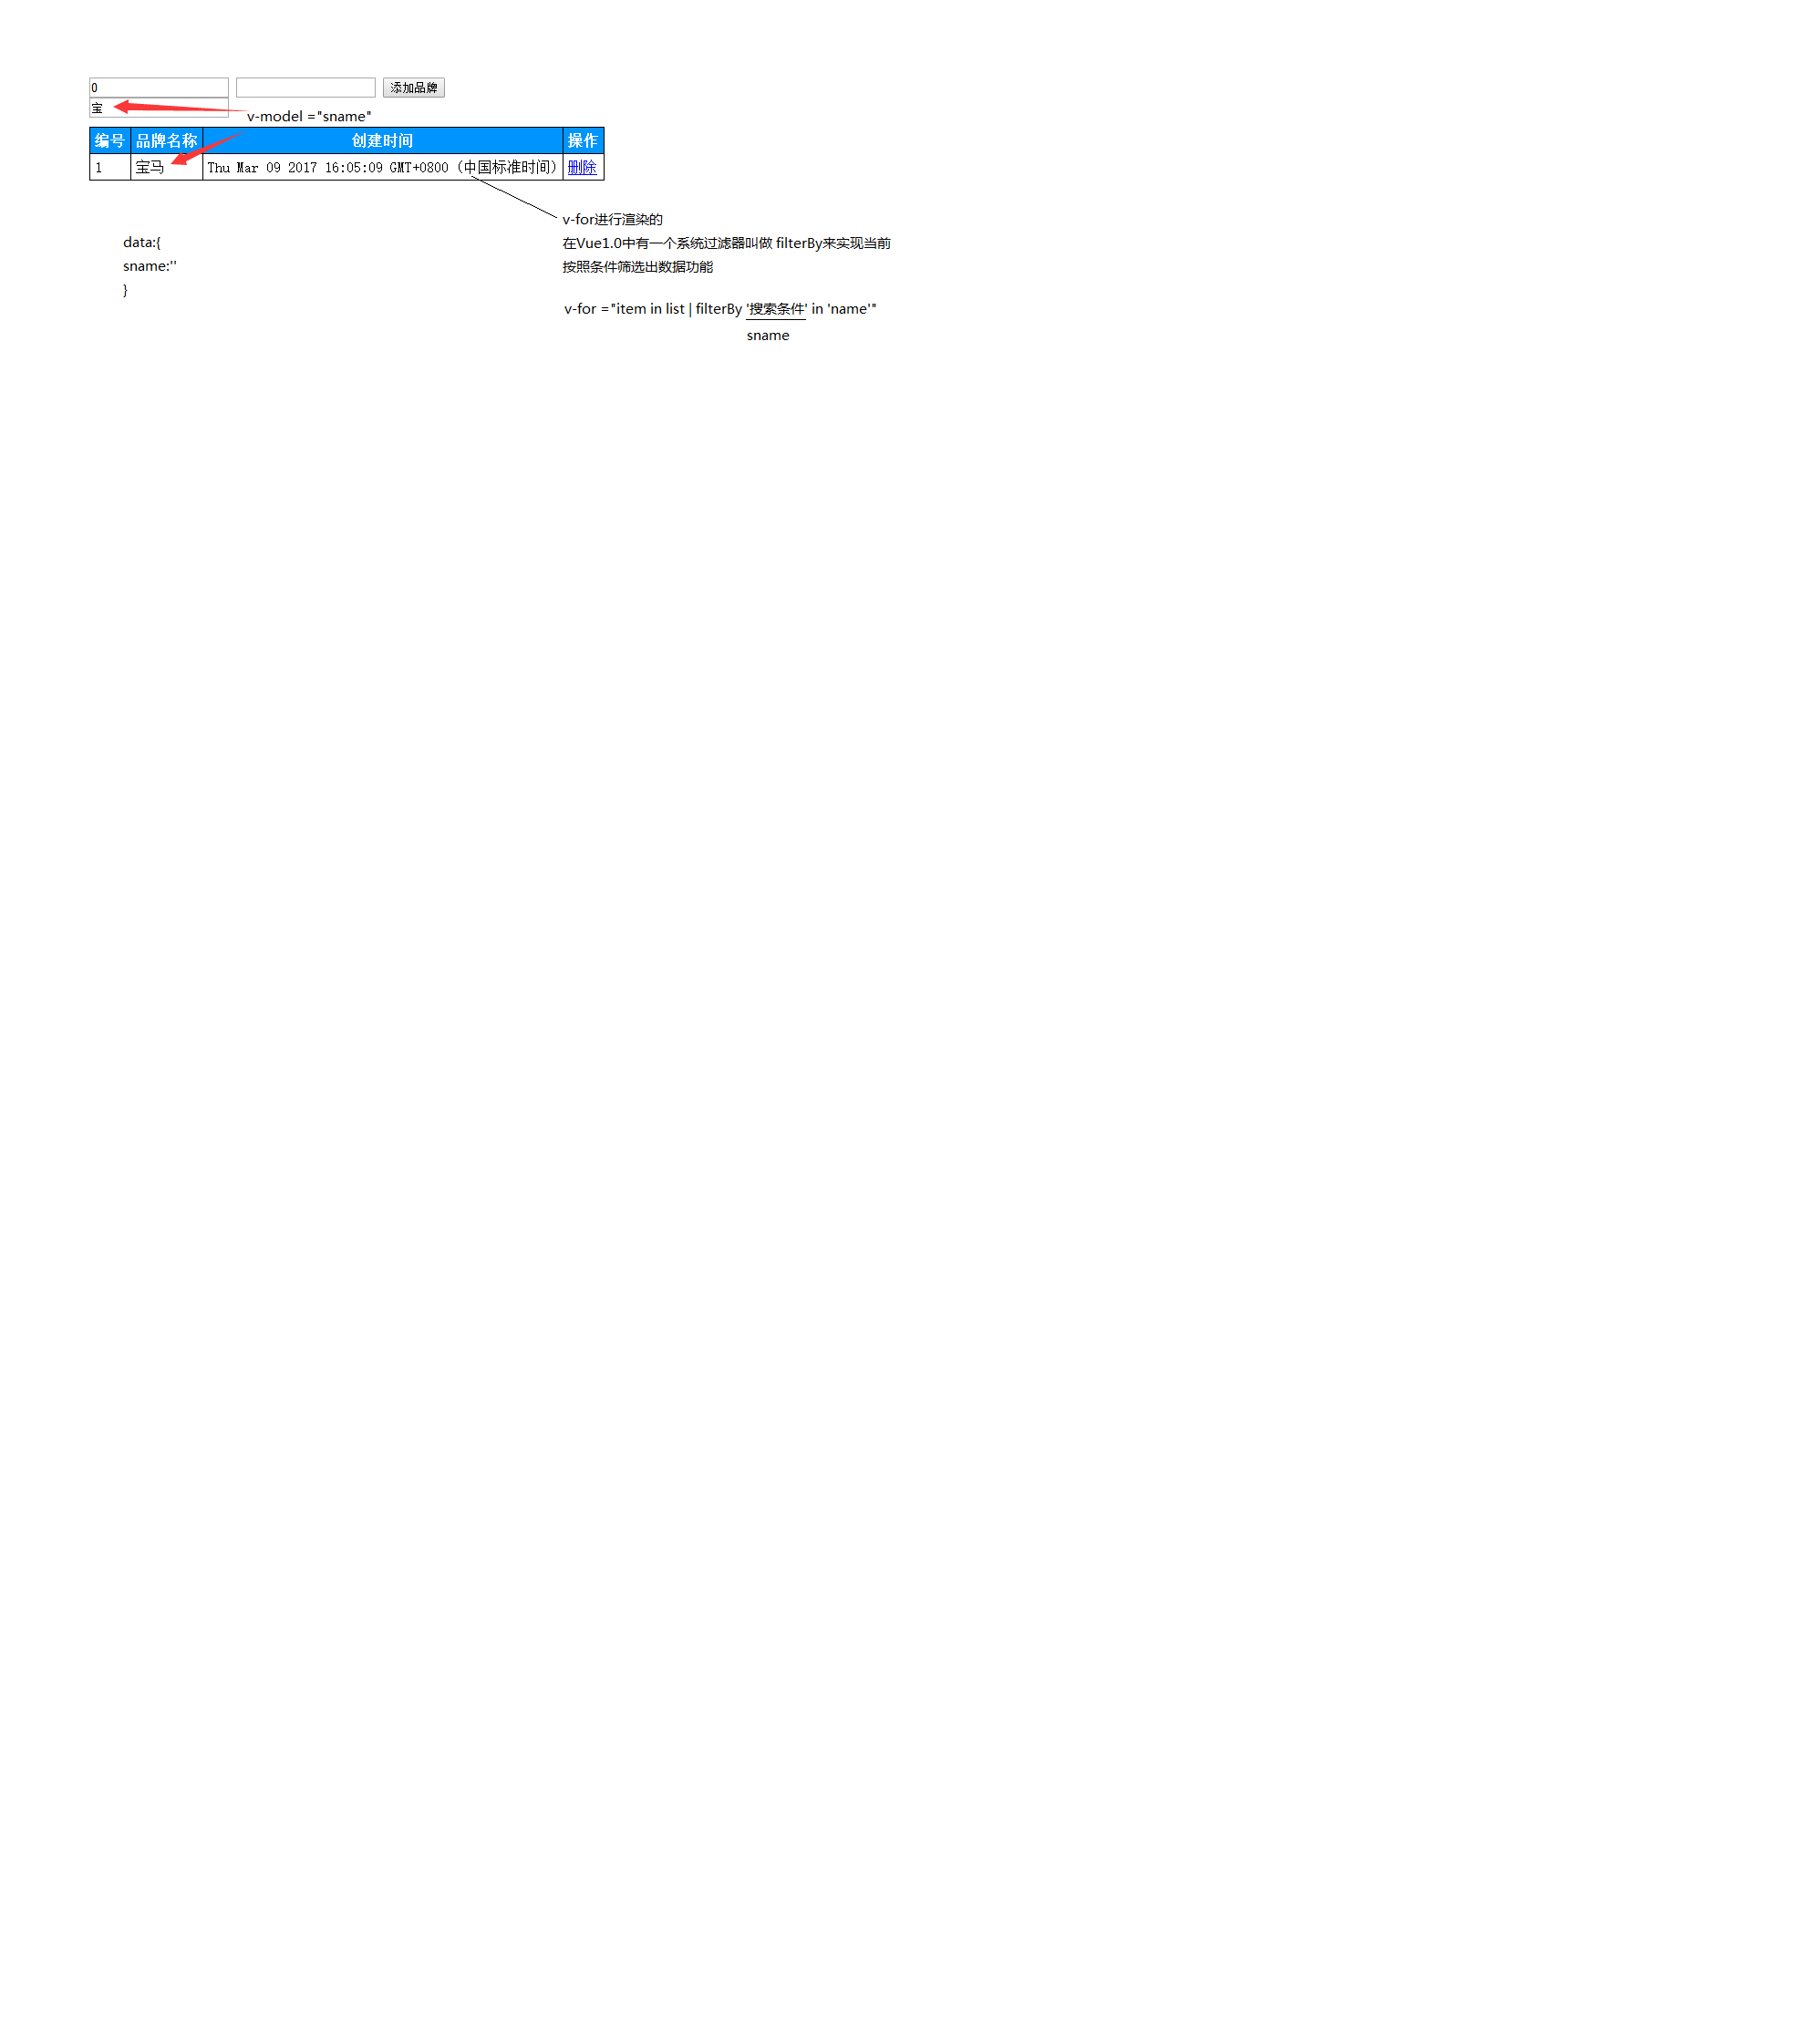 0 添加品牌
宝
v-model ="sname"
编号 品牌名称 创建时间 操作
1 宝马 Thu Mar 09 2017 16:05:09 GMT+0800 (中国标准时间) 删除
data:{
sname:''
}
v-for进行渲染的
在Vue1.0中有一个系统过滤器叫做 filterBy来实现当前
按照条件筛选出数据功能
v-for ="item in list | filterBy '搜索条件' in 'name'"
sname